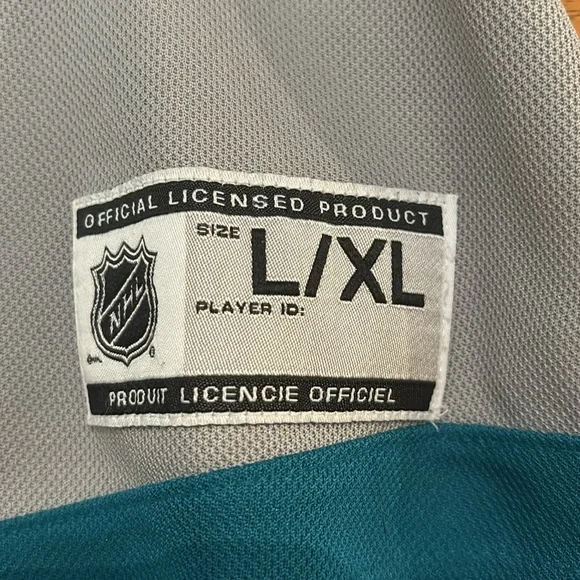 OFFICIAL LICENSED PRODUCT
SIZE L/XL
PLAYER ID:
NHL
PRODUIT LICENCIE OFFICIEL